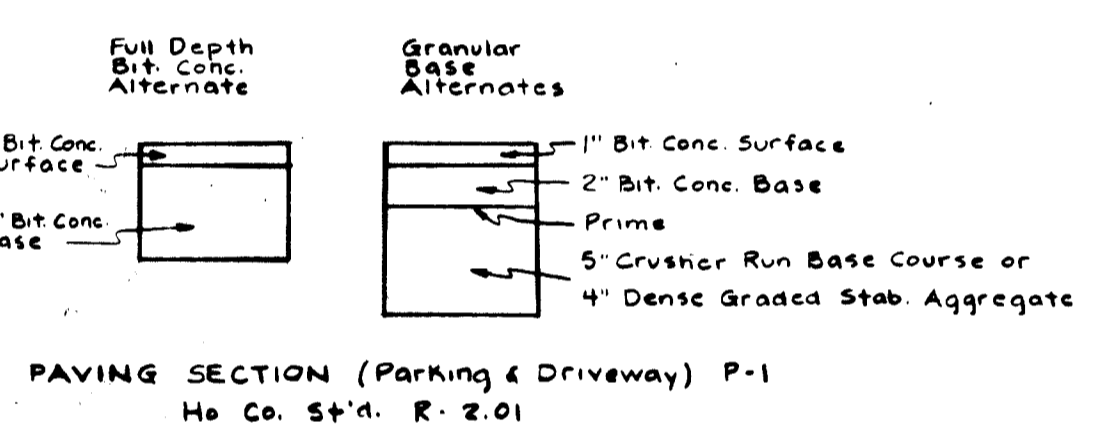 Full Depth
Bit. Conc.
Alternate
Granular
Base
Alternates
Bit. Conc.
urface
Bit. Conc.
ase
1" Bit. Conc. Surface
2" Bit. Conc. Base
Prime
5" Crusher Run Base Course or
4" Dense Graded Stab. Aggregate
PAVING SECTION (Parking & Driveway) P-1
Ho Co. St'd. R. 2.01